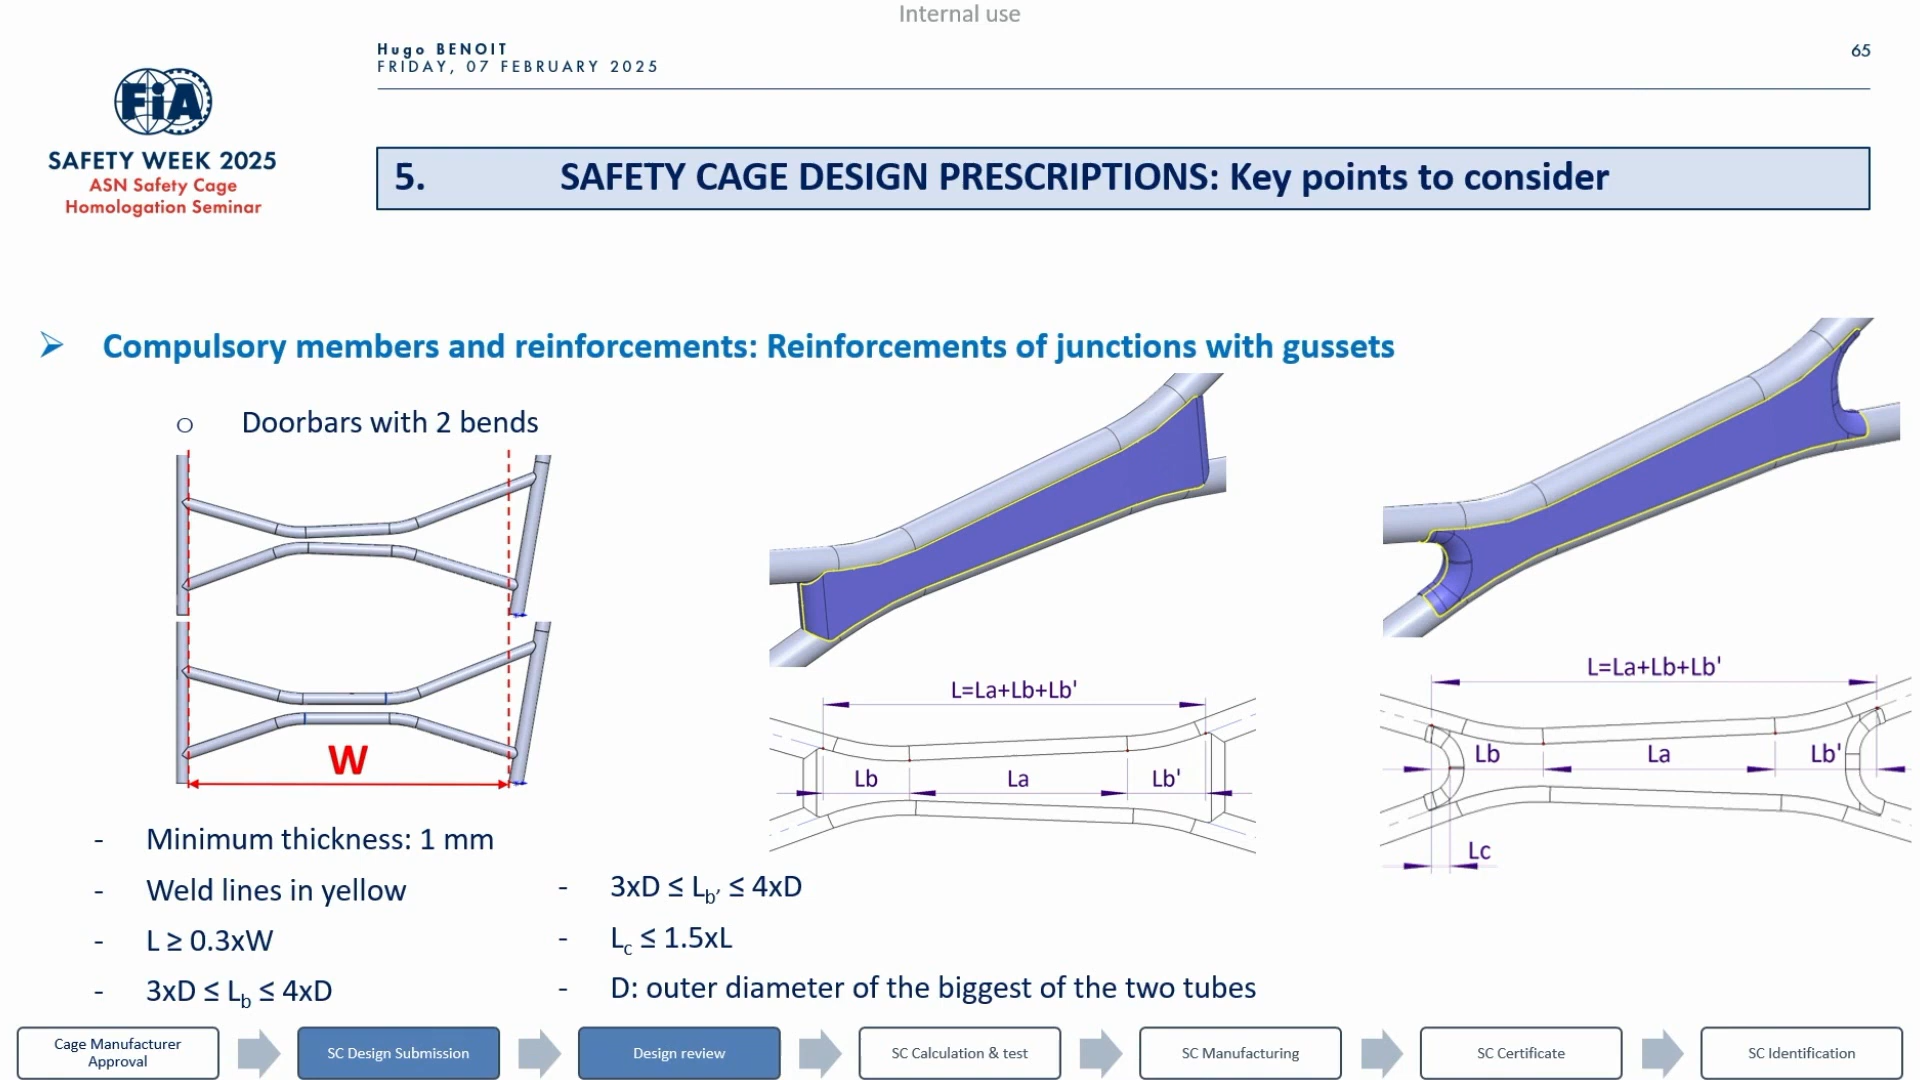 Internal use
Hugo BENOIT
FRIDAY, 07 FEBRUARY 2025
65
FiA
SAFETY WEEK 2025
ASN Safety Cage
Homologation Seminar
5. SAFETY CAGE DESIGN PRESCRIPTIONS: Key points to consider
Compulsory members and reinforcements: Reinforcements of junctions with gussets
o Doorbars with 2 bends
W
L=La+Lb+Lb'
Lb
La
Lb'
L=La+Lb+Lb'
Lb
La
Lb'
Lc
- Minimum thickness: 1 mm
- Weld lines in yellow
- L ≥ 0.3xW
- 3xD ≤ Lb ≤ 4xD
- 3xD ≤ Lb’ ≤ 4xD
- Lc ≤ 1.5xL
- D: outer diameter of the biggest of the two tubes
Cage Manufacturer
Approval
SC Design Submission
Design review
SC Calculation & test
SC Manufacturing
SC Certificate
SC Identification